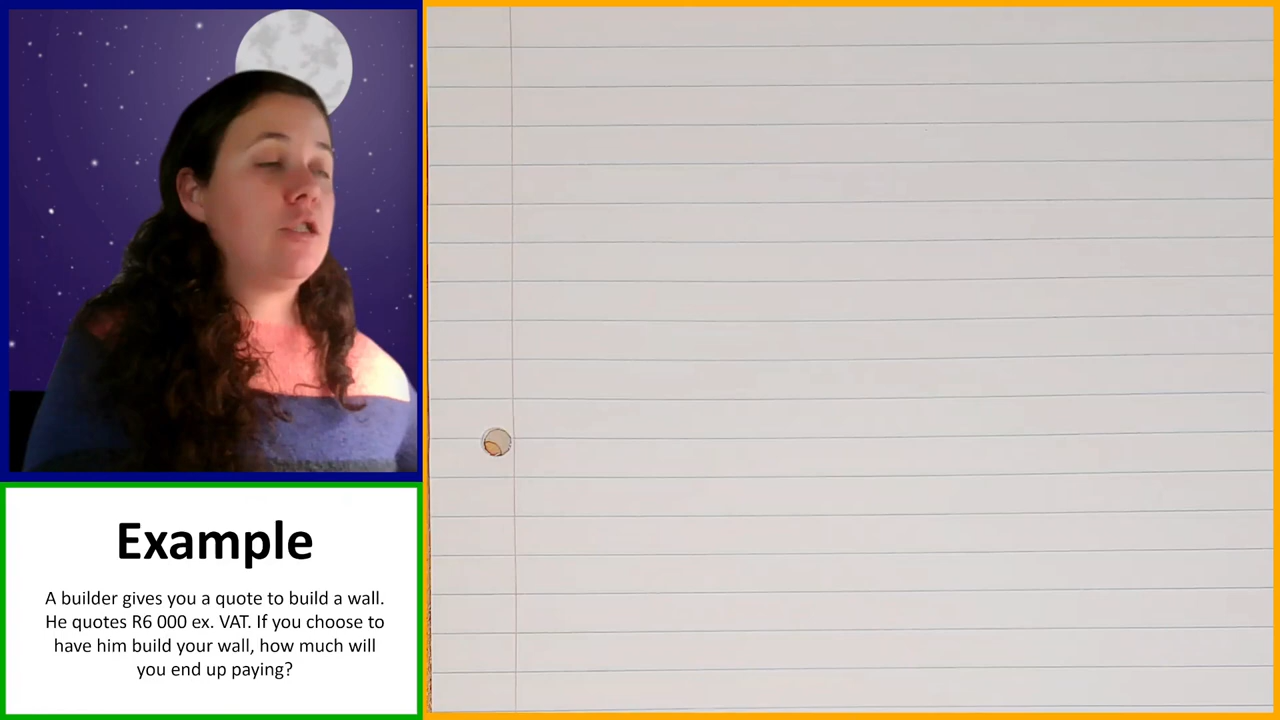 Example
A builder gives you a quote to build a wall.
He quotes R6 000 ex. VAT. If you choose to
have him build your wall, how much will
you end up paying?